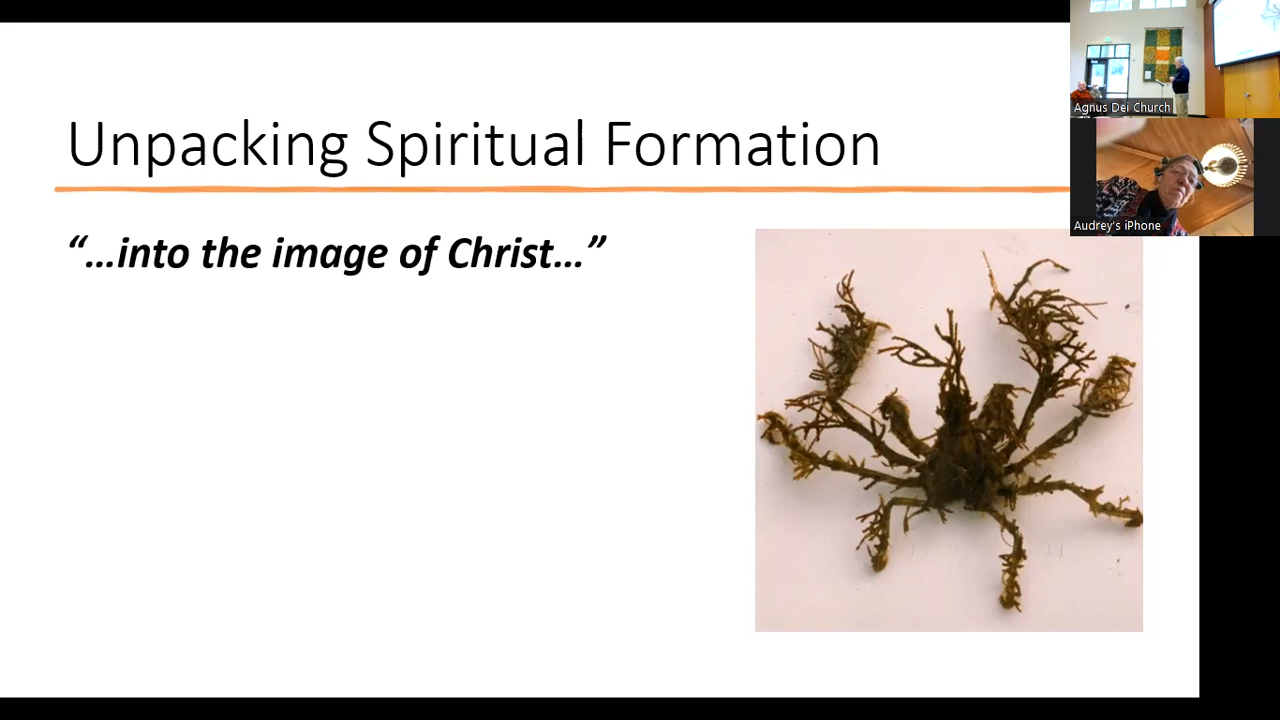 Unpacking Spiritual Formation
“…into the image of Christ…”
Agnus Dei Church
Audrey’s iPhone